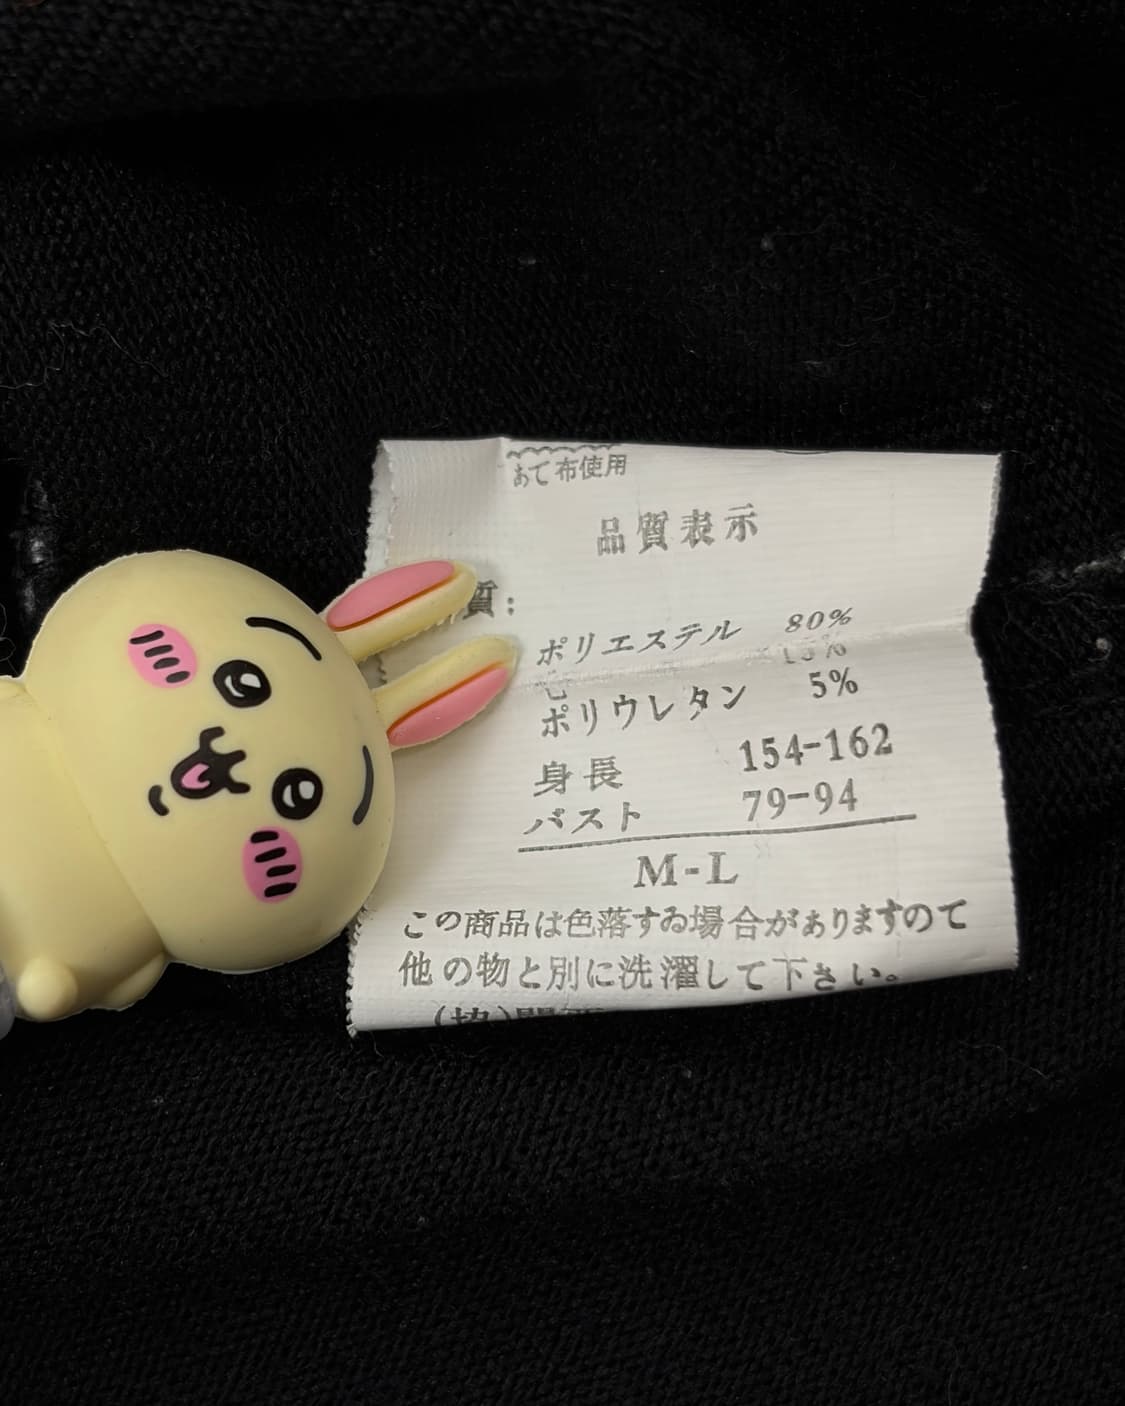 あて布使用
品質表示
質:
ポリエステル 80%
毛 15%
ポリウレタン 5%
身長 154-162
バスト 79-94
M-L
この商品は色落する場合がありますので
他の物と別に洗濯して下さい。